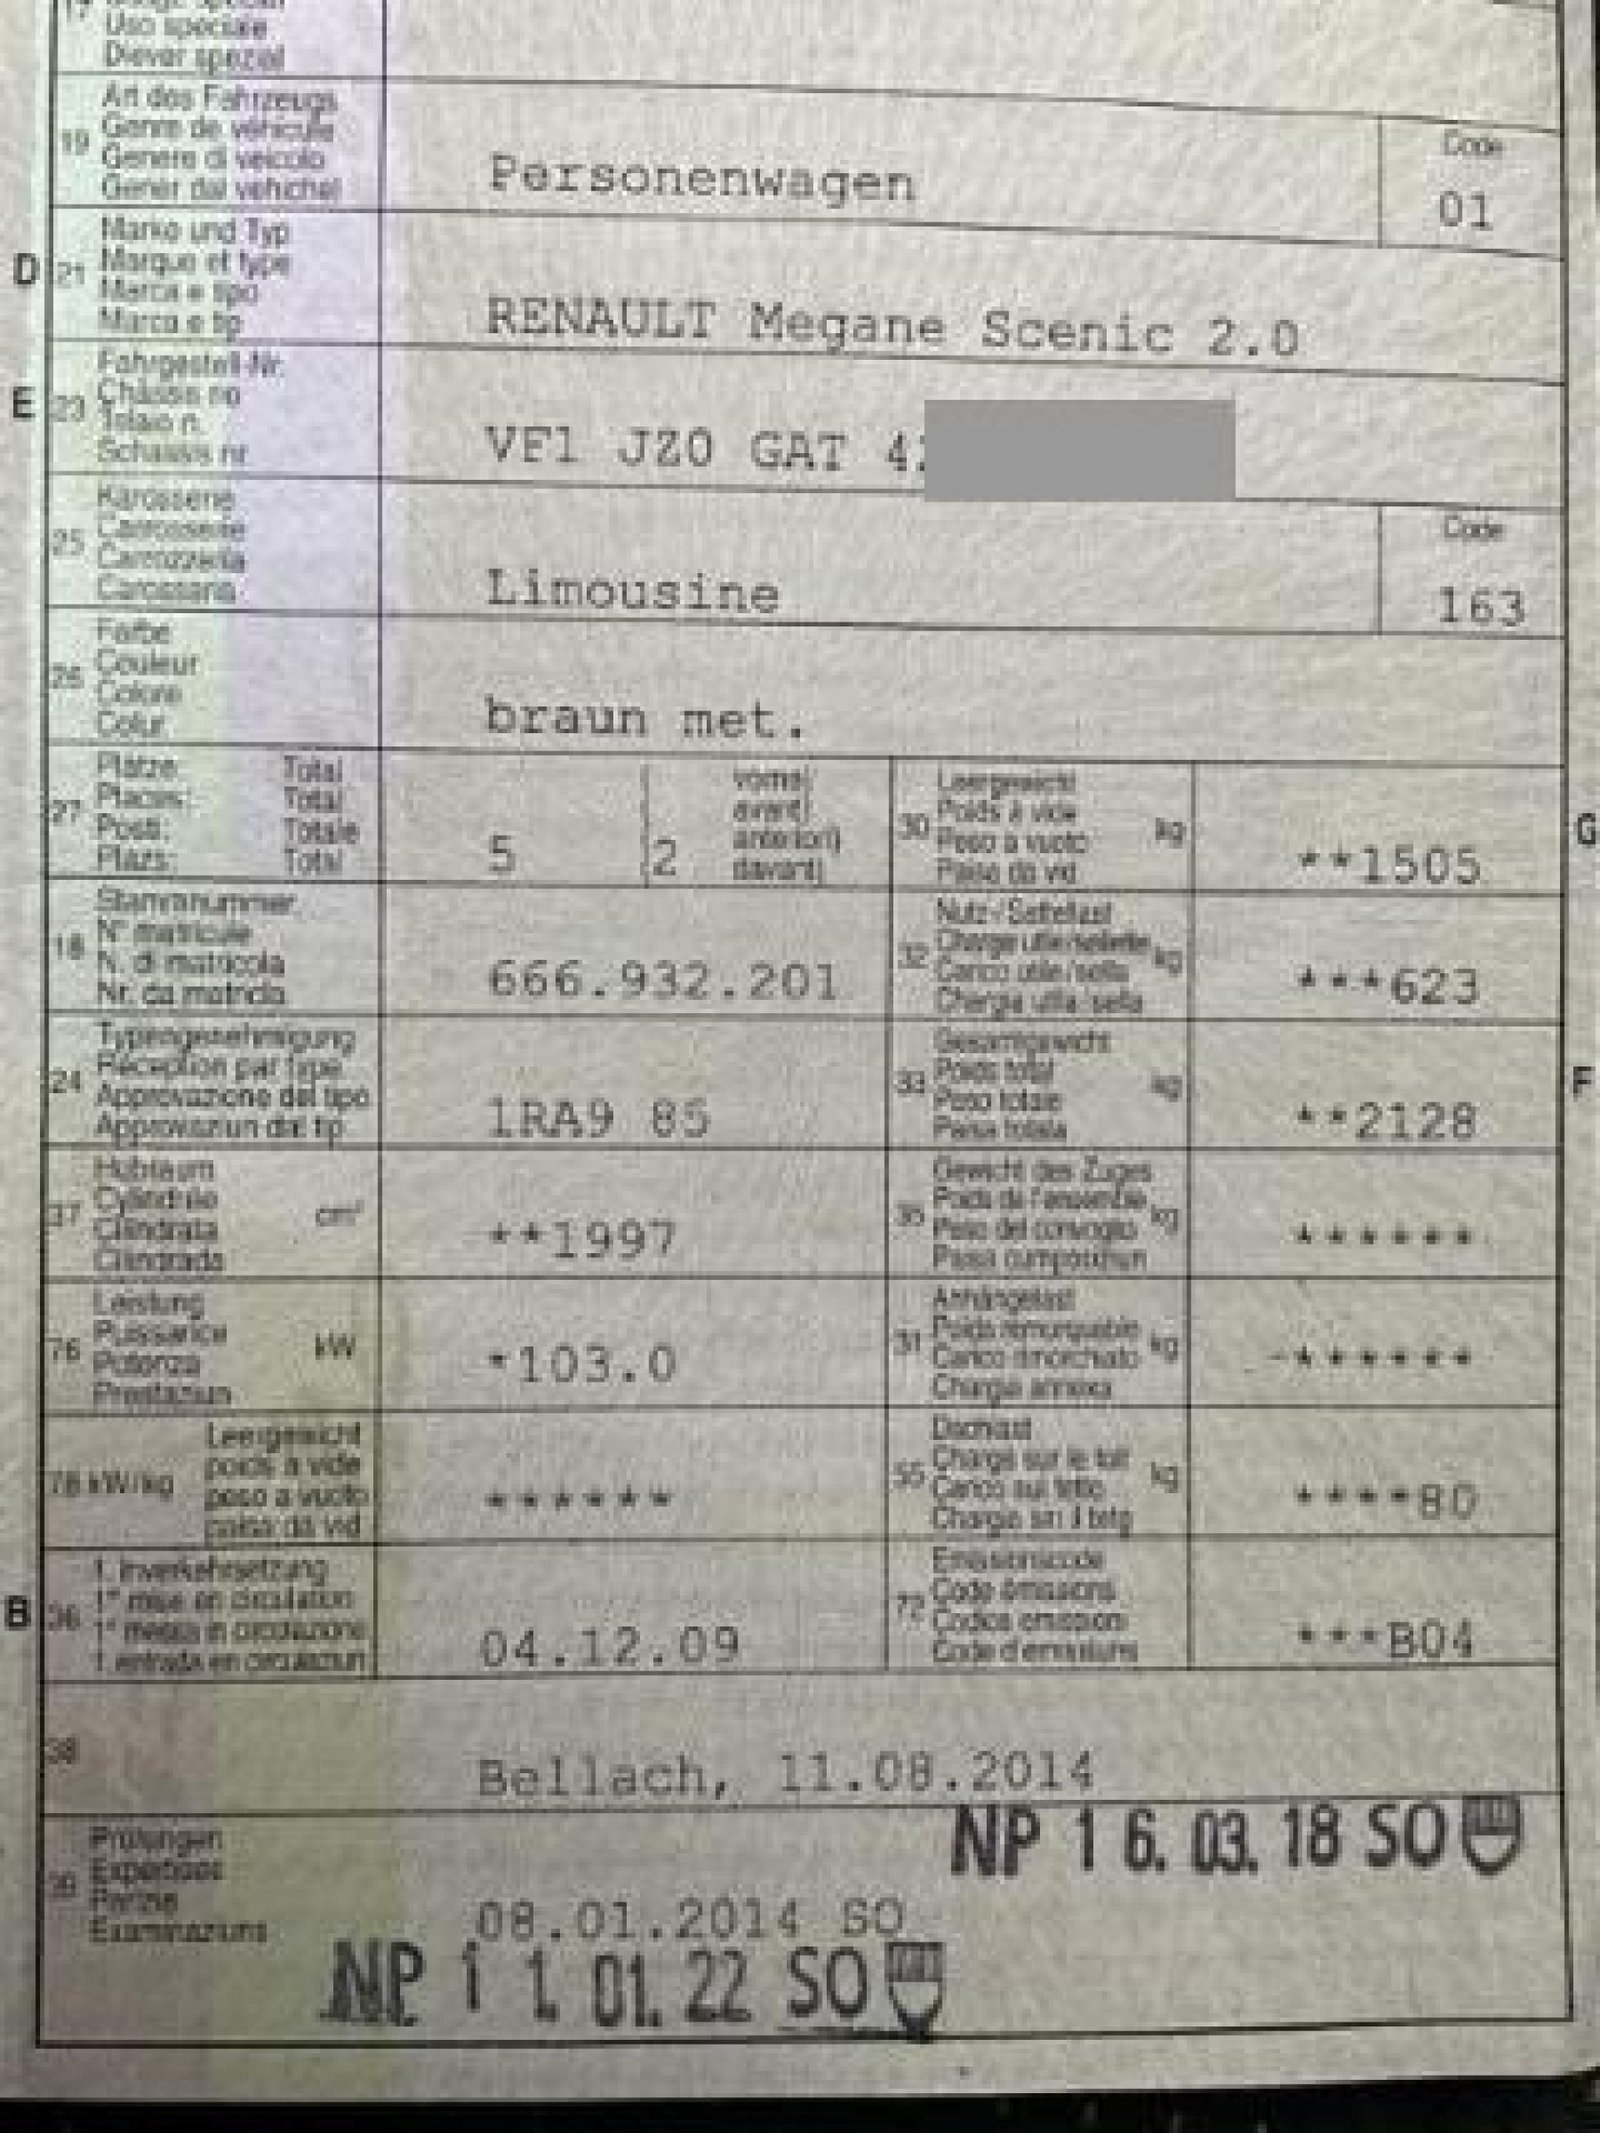 17
Uso speciale
Diever spezial
19 Art des Fahrzeugs
Genre de véhicule
Genere di veicolo
Gener dal vehichel
Personenwagen
Code
01
D 21 Marke und Typ
Marque et type
Marca e tipo
Marca e tip
RENAULT Megane Scenic 2.0
E 23 Fahrgestell-Nr.
Châssis no
Telaio n.
Schassis nr.
VF1 JZ0 GAT 4
25 Karosserie
Carrosserie
Carrozzeria
Carossaria
Limousine
Code
163
26 Farbe
Couleur
Colore
Colur
braun met.
27 Plätze: Total
Places: Total
Posti: Totale
Plazs: Total
5 (2 vorne)
avant)
anteriori)
davant)
30 Leergewicht
Poids à vide kg
Peso a vuoto
Paisa da vid
**1505
G
18 Stammnummer
N° matricule
N. di matricola
Nr. da matricla
666.932.201
32 Nutz-/Sattellast
Charge utile/sellette kg
Carico utile/sella
Chargia utila/sella
***623
24 Typengenehmigung
Réception par type
Approvazione del tipo
Approvaziun dal tip
1RA9 85
33 Gesamtgewicht
Poids total kg
Peso totale
Paisa totala
**2128
F
37 Hubraum
Cylindrée cm³
Cilindrata
Cilindrada
**1997
35 Gewicht des Zuges
Poids de l'ensemble kg
Peso del convoglio
Paisa cumposiziun
******
76 Leistung
Puissance kW
Potenza
Prestaziun
*103.0
31 Anhängelast
Poids remorquable kg
Carico rimorchiato
Chargia annexa
******
78 kW/kg Leergewicht
poids à vide
peso a vuoto
paisa da vid
******
55 Dachlast
Charge sur le toit kg
Carico sul tetto
Chargia sin il tetg
****80
B 36 1. Inverkehrsetzung
1re mise en circulation
1a messa in circolazione
1. entrada en circulaziun
04.12.09
72 Emissionscode
Code émissions
Codice emissioni
Code d'emissiuns
***B04
38
Bellach, 11.08.2014
39 Prüfungen
Expertises
Perizie
Examinaziuns
NP 16.03.18 SO
08.01.2014 SO
NP 11.01.22 SO